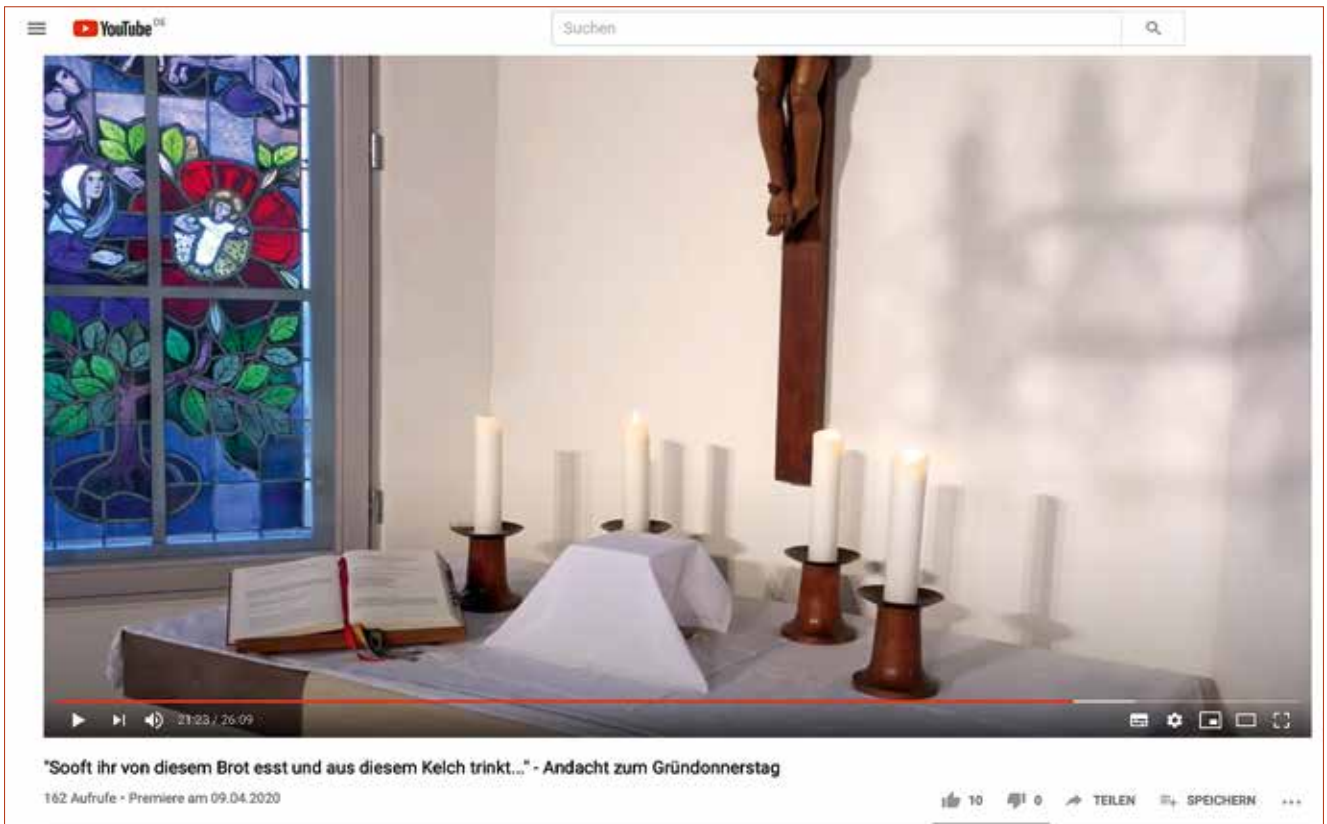 YouTube DE
Suchen
21:23 / 26:09
"Sooft ihr von diesem Brot esst und aus diesem Kelch trinkt..." - Andacht zum Gründonnerstag
162 Aufrufe • Premiere am 09.04.2020
10 0 TEILEN SPEICHERN